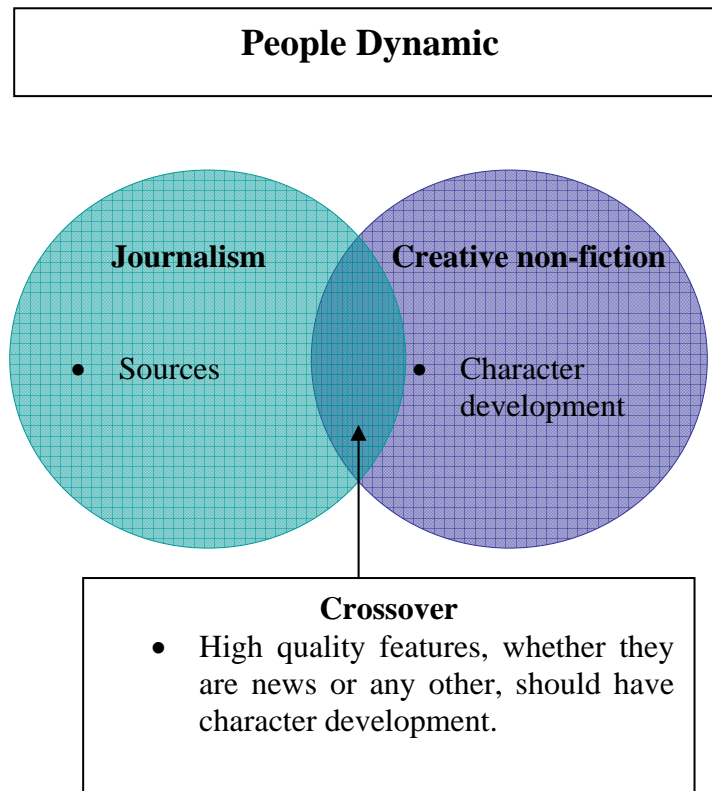 People Dynamic
Journalism
Creative non-fiction
• Sources
• Character
development
Crossover
• High quality features, whether they
are news or any other, should have
character development.